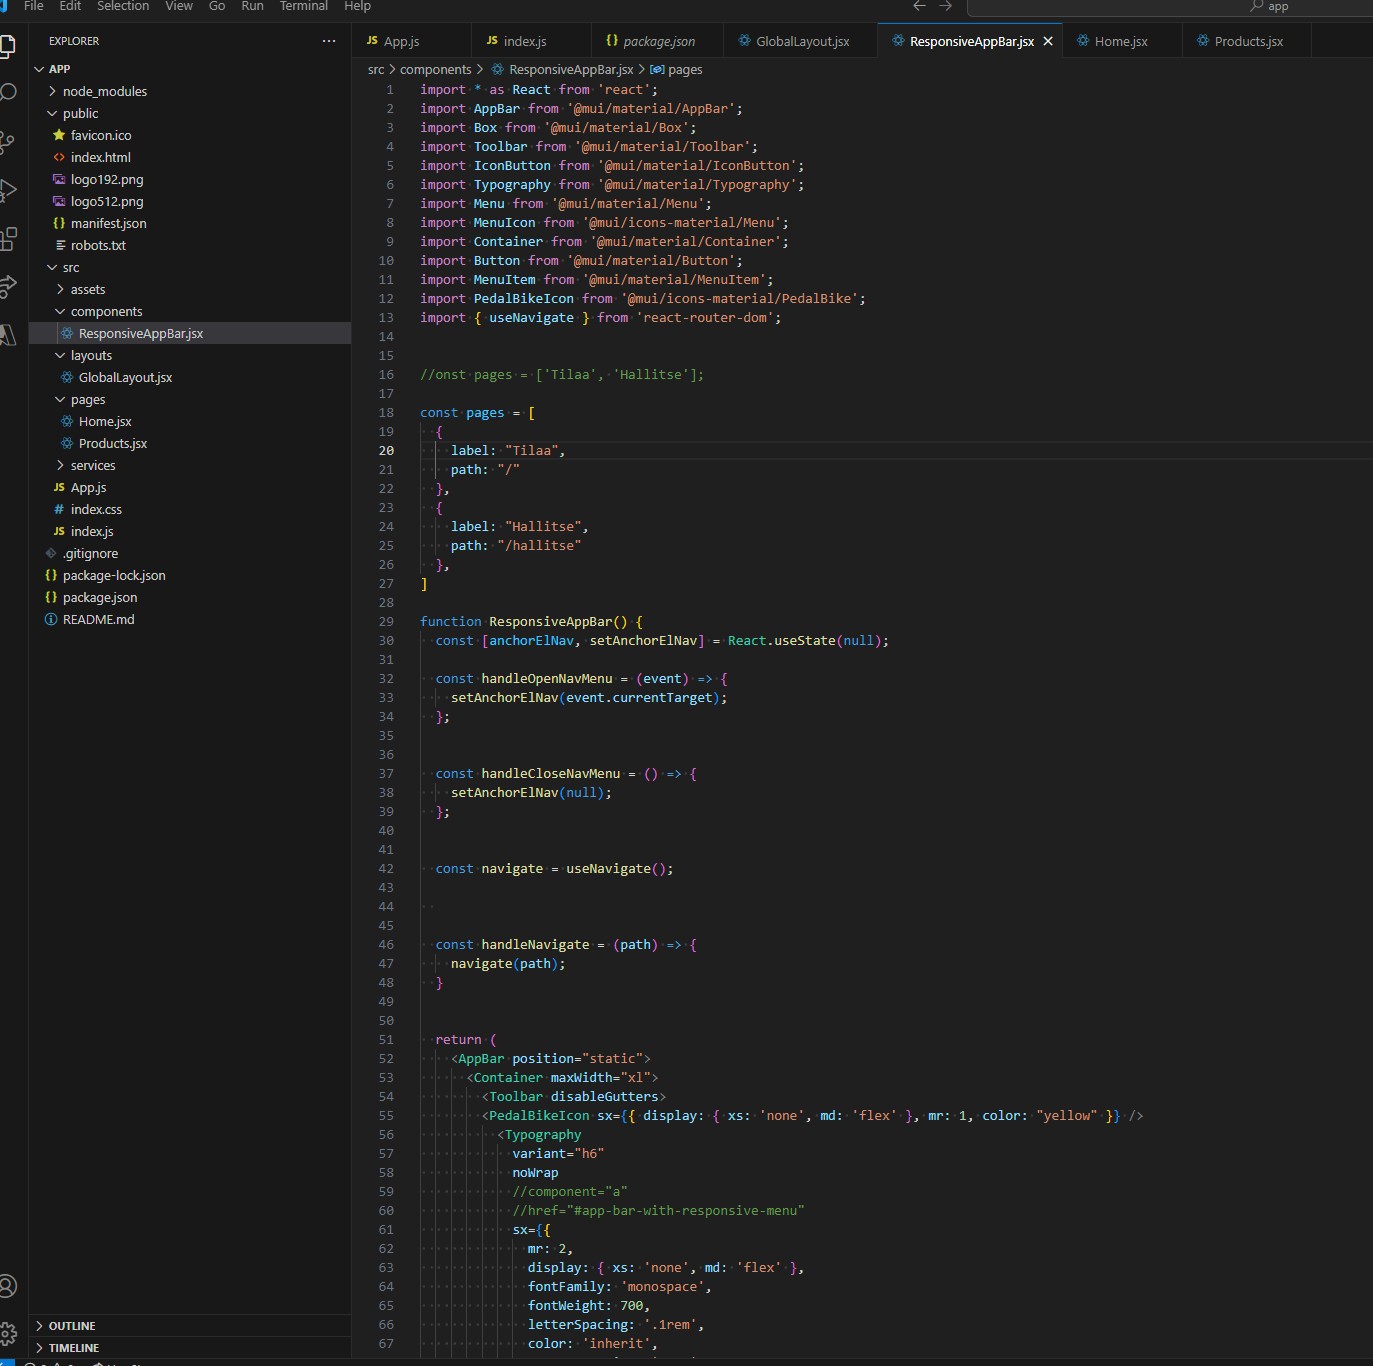 File Edit Selection View Go Run Terminal Help
app
EXPLORER
APP
node_modules
public
favicon.ico
index.html
logo192.png
logo512.png
manifest.json
robots.txt
src
assets
components
ResponsiveAppBar.jsx
layouts
GlobalLayout.jsx
pages
Home.jsx
Products.jsx
services
App.js
index.css
index.js
.gitignore
package-lock.json
package.json
README.md
OUTLINE
TIMELINE
App.js index.js package.json GlobalLayout.jsx ResponsiveAppBar.jsx Home.jsx Products.jsx
src > components > ResponsiveAppBar.jsx > pages
1 import * as React from 'react';
2 import AppBar from '@mui/material/AppBar';
3 import Box from '@mui/material/Box';
4 import Toolbar from '@mui/material/Toolbar';
5 import IconButton from '@mui/material/IconButton';
6 import Typography from '@mui/material/Typography';
7 import Menu from '@mui/material/Menu';
8 import MenuIcon from '@mui/icons-material/Menu';
9 import Container from '@mui/material/Container';
10 import Button from '@mui/material/Button';
11 import MenuItem from '@mui/material/MenuItem';
12 import PedalBikeIcon from '@mui/icons-material/PedalBike';
13 import { useNavigate } from 'react-router-dom';
14
15
16 //onst pages = ['Tilaa', 'Hallitse'];
17
18 const pages = [
19 {
20 label: "Tilaa",
21 path: "/"
22 },
23 {
24 label: "Hallitse",
25 path: "/hallitse"
26 },
27 ]
28
29 function ResponsiveAppBar() {
30 const [anchorElNav, setAnchorElNav] = React.useState(null);
31
32 const handleOpenNavMenu = (event) => {
33 setAnchorElNav(event.currentTarget);
34 };
35
36
37 const handleCloseNavMenu = () => {
38 setAnchorElNav(null);
39 };
40
41
42 const navigate = useNavigate();
43
44
45
46 const handleNavigate = (path) => {
47 navigate(path);
48 }
49
50
51 return (
52 <AppBar position="static">
53 <Container maxWidth="xl">
54 <Toolbar disableGutters>
55 <PedalBikeIcon sx={{ display: { xs: 'none', md: 'flex' }, mr: 1, color: "yellow" }} />
56 <Typography
57 variant="h6"
58 noWrap
59 //component="a"
60 //href="#app-bar-with-responsive-menu"
61 sx={{
62 mr: 2,
63 display: { xs: 'none', md: 'flex' },
64 fontFamily: 'monospace',
65 fontWeight: 700,
66 letterSpacing: '.1rem',
67 color: 'inherit',